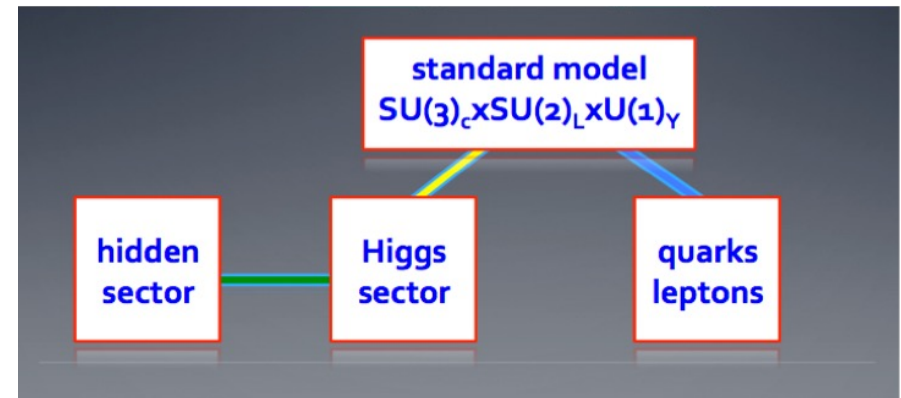 standard model
SU(3)cxSU(2)LxU(1)Y
hidden
sector
Higgs
sector
quarks
leptons